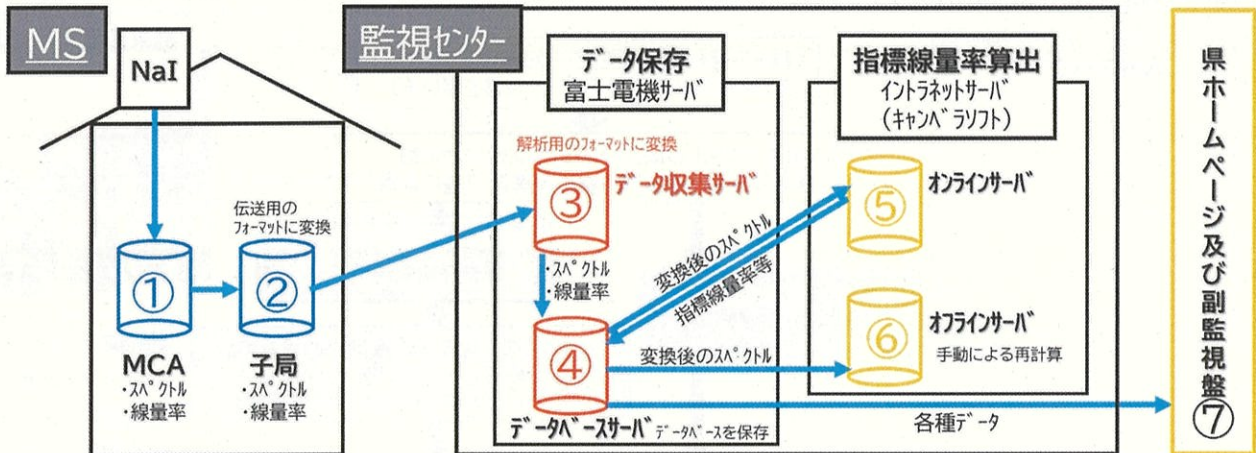 MS
NaI
伝送用の
フォーマットに変換
①
②
MCA
・スペクトル
・線量率
子局
・スペクトル
・線量率
監視センター
データ保存
富士電機サーバ
解析用のフォーマットに変換
③
データ収集サーバ
・スペクトル
・線量率
④
データベースサーバ データベースを保存
変換後のスペクトル
指標線量率等
変換後のスペクトル
指標線量率算出
イントラネットサーバ
(キャンベラソフト)
⑤
オンラインサーバ
⑥
オフラインサーバ
手動による再計算
各種データ
県ホームページ及び副監視盤⑦